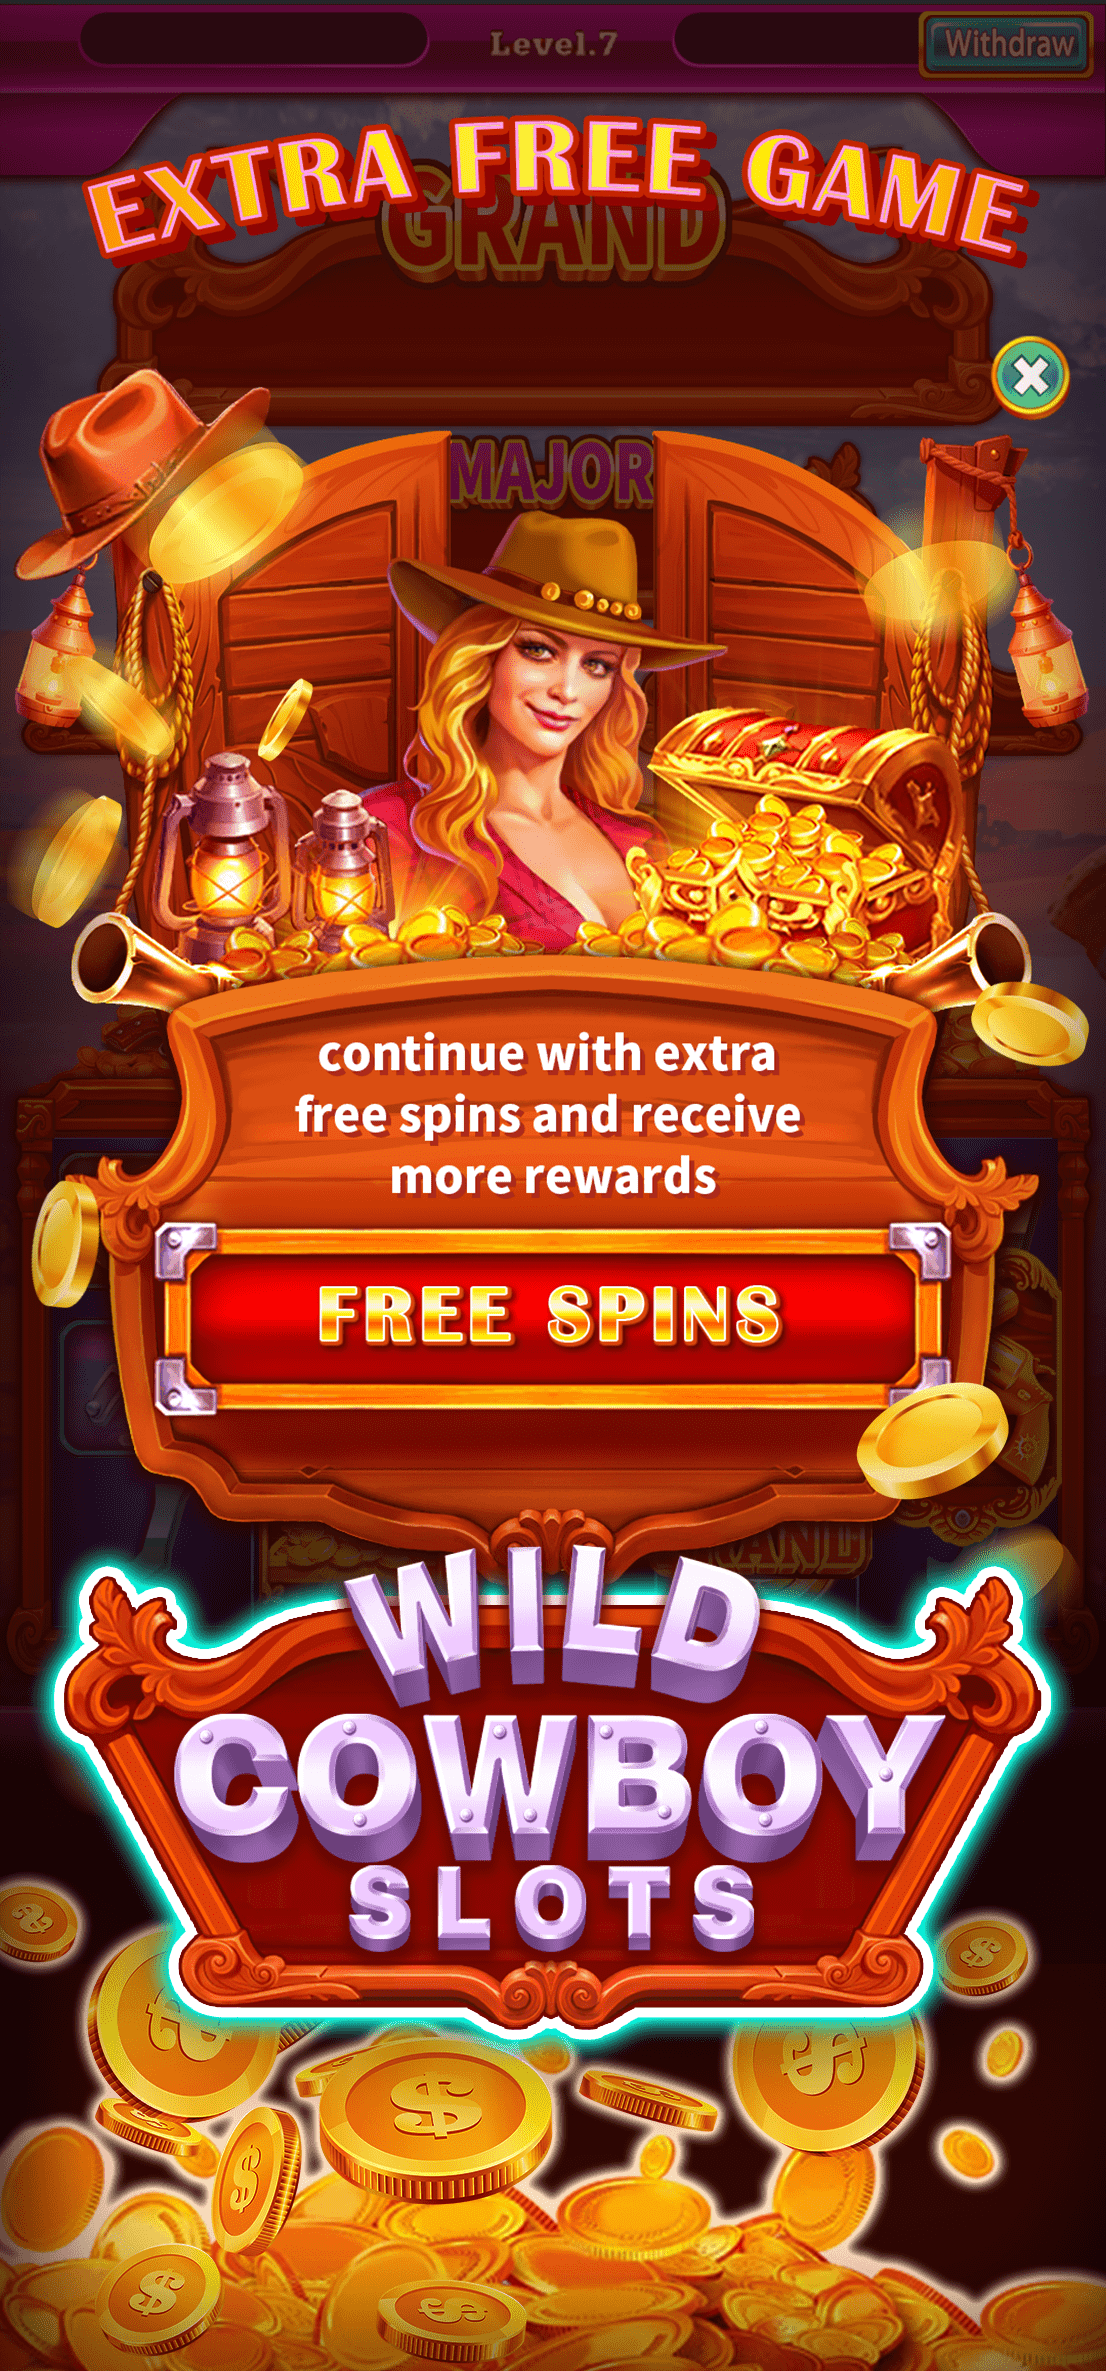 Level.7
Withdraw
EXTRA FREE GAME
GRAND
MAJOR
continue with extra
free spins and receive
more rewards
FREE SPINS
GRAND
WILD
COWBOY
SLOTS